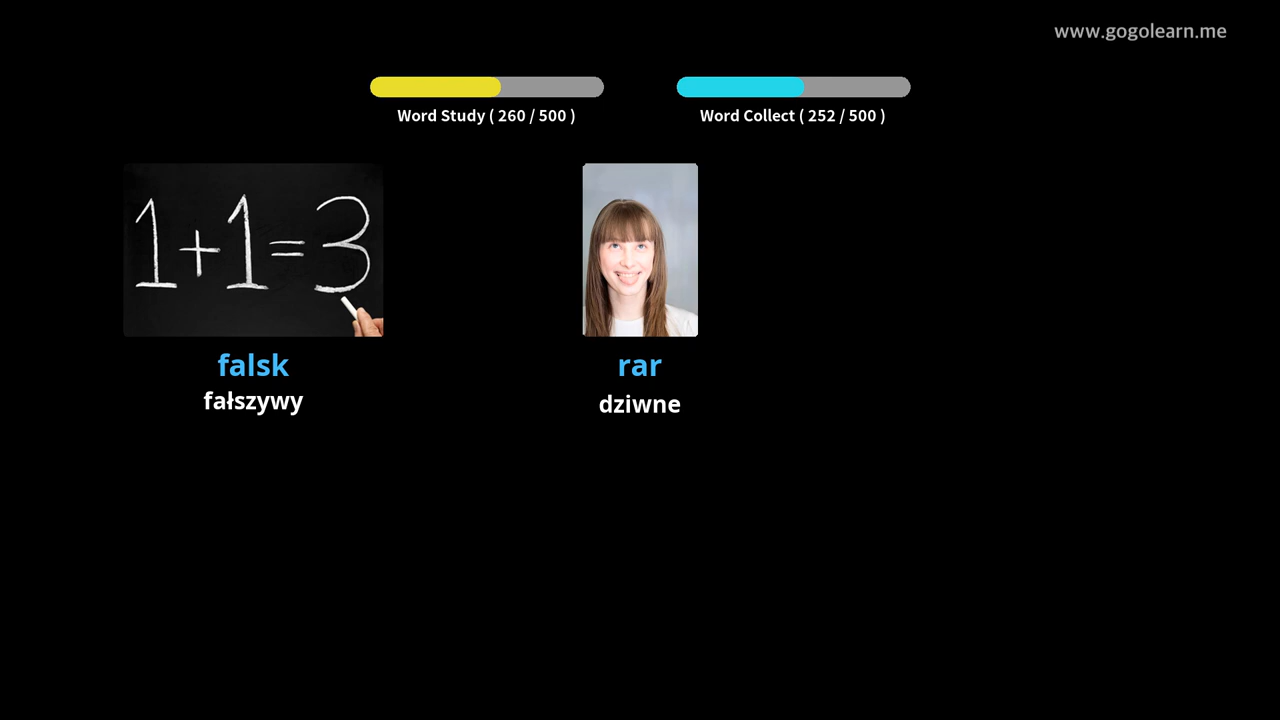 www.gogolearn.me
Word Study ( 260 / 500 )
Word Collect ( 252 / 500 )
1+1=3
falsk
fałszywy
rar
dziwne